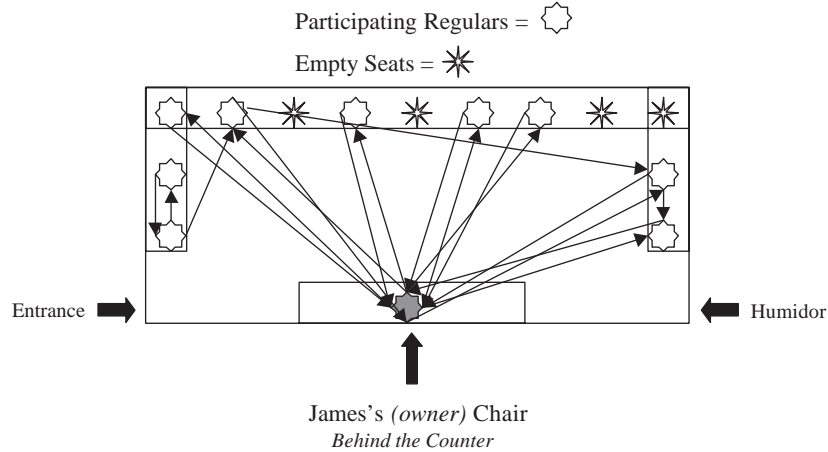 Participating Regulars =
Empty Seats =
Entrance
Humidor
James's (owner) Chair
Behind the Counter